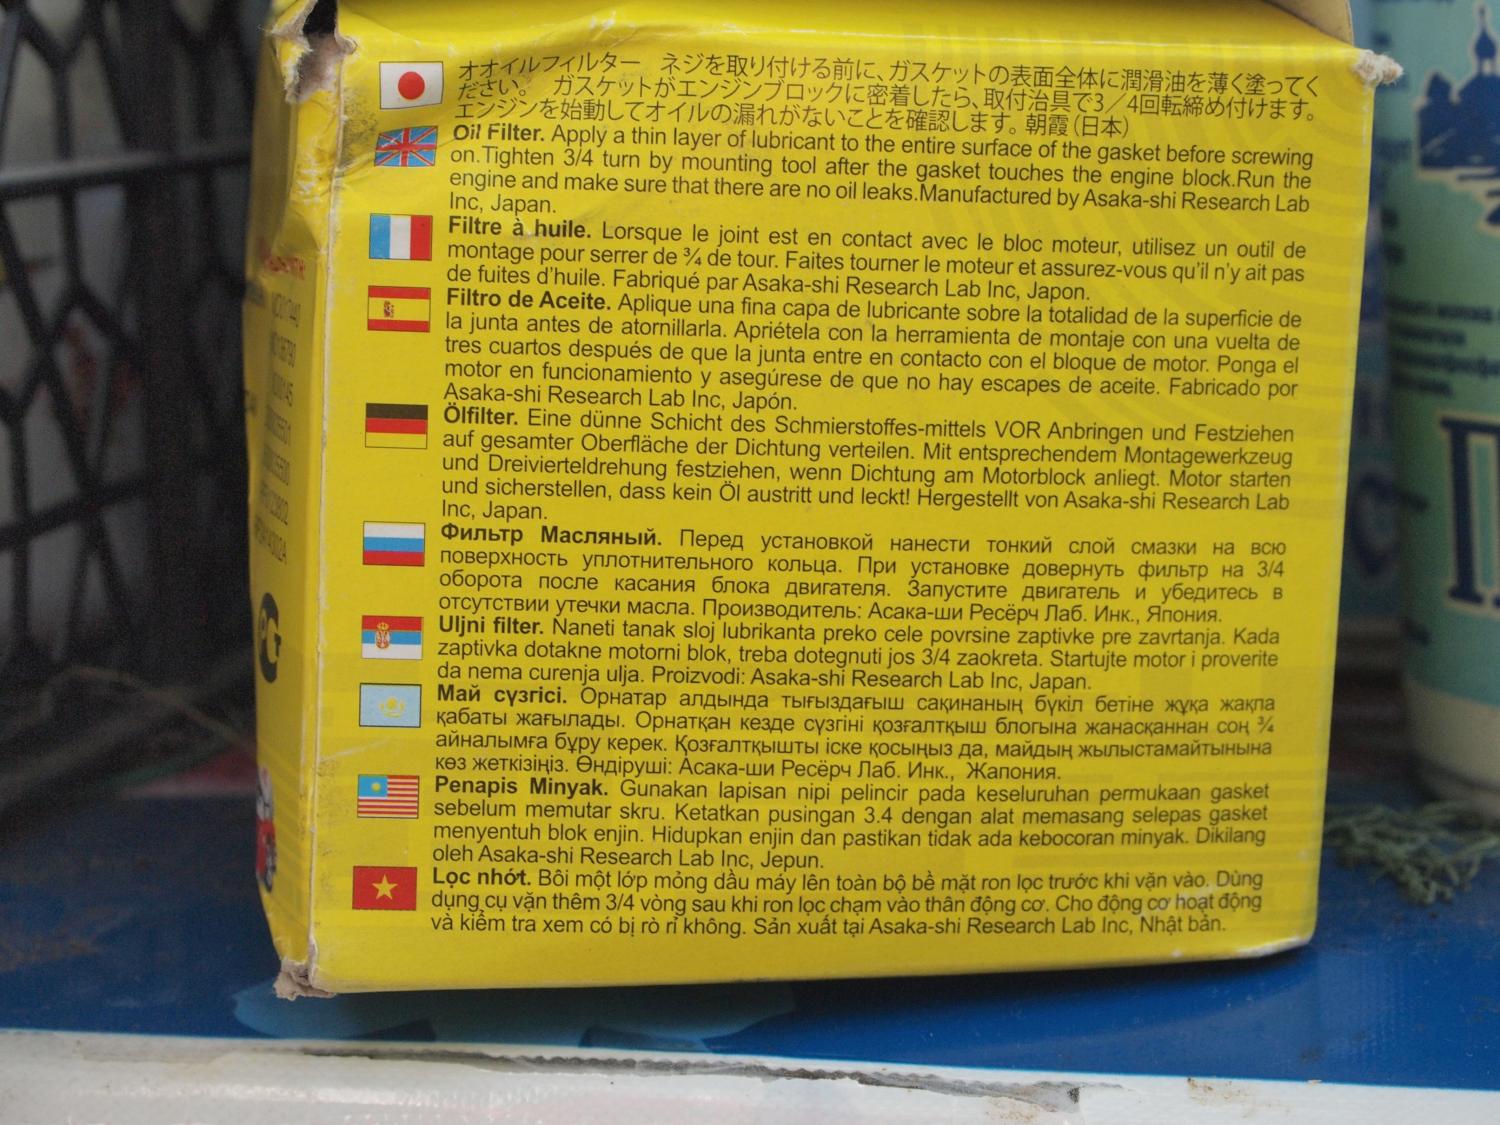 オオイルフィルター　ネジを取り付ける前に、ガスケットの表面全体に潤滑油を薄く塗ってく
ださい。　ガスケットがエンジンブロックに密着したら、取付治具で3／4回転締め付けます。
エンジンを始動してオイルの漏れがないことを確認します。朝霞（日本）
Oil Filter. Apply a thin layer of lubricant to the entire surface of the gasket before screwing
on.Tighten 3/4 turn by mounting tool after the gasket touches the engine block.Run the
engine and make sure that there are no oil leaks.Manufactured by Asaka-shi Research Lab
Inc, Japan.
Filtre à huile. Lorsque le joint est en contact avec le bloc moteur, utilisez un outil de
montage pour serrer de ¾ de tour. Faites tourner le moteur et assurez-vous qu'il n'y ait pas
de fuites d'huile. Fabriqué par Asaka-shi Research Lab Inc, Japon.
Filtro de Aceite. Aplique una fina capa de lubricante sobre la totalidad de la superficie de
la junta antes de atornillarla. Apriétela con la herramienta de montaje con una vuelta de
tres cuartos después de que la junta entre en contacto con el bloque de motor. Ponga el
motor en funcionamiento y asegúrese de que no hay escapes de aceite. Fabricado por
Asaka-shi Research Lab Inc, Japón.
Ölfilter. Eine dünne Schicht des Schmierstoffes-mittels VOR Anbringen und Festziehen
auf gesamter Oberfläche der Dichtung verteilen. Mit entsprechendem Montagewerkzeug
und Dreivierteldrehung festziehen, wenn Dichtung am Motorblock anliegt. Motor starten
und sicherstellen, dass kein Öl austritt und leckt! Hergestellt von Asaka-shi Research Lab
Inc, Japan.
Фильтр Масляный. Перед установкой нанести тонкий слой смазки на всю
поверхность уплотнительного кольца. При установке довернуть фильтр на 3/4
оборота после касания блока двигателя. Запустите двигатель и убедитесь в
отсутствии утечки масла. Производитель: Асака-ши Ресёрч Лаб. Инк., Япония.
Uljni filter. Naneti tanak sloj lubrikanta preko cele povrsine zaptivke pre zavrtanja. Kada
zaptivka dotakne motorni blok, treba dotegnuti jos 3/4 zaokreta. Startujte motor i proverite
da nema curenja ulja. Proizvodi: Asaka-shi Research Lab Inc, Japan.
Май сүзгісі. Орнатар алдында тығыздағыш сақинаның бүкіл бетіне жұқа жақпа
қабаты жағылады. Орнатқан кезде сүзгіні қозғалтқыш блогына жанасқаннан соң ¾
айналымға бұру керек. Қозғалтқышты іске қосыңыз да, майдың жылыстамайтынына
көз жеткізіңіз. Өндіруші: Асака-ши Ресёрч Лаб. Инк., Жапония.
Penapis Minyak. Gunakan lapisan nipi pelincir pada keseluruhan permukaan gasket
sebelum memutar skru. Ketatkan pusingan 3.4 dengan alat memasang selepas gasket
menyentuh blok enjin. Hidupkan enjin dan pastikan tidak ada kebocoran minyak. Dikilang
oleh Asaka-shi Research Lab Inc, Jepun.
Lọc nhớt. Bôi một lớp mỏng dầu máy lên toàn bộ bề mặt ron lọc trước khi vặn vào. Dùng
dụng cụ vặn thêm 3/4 vòng sau khi ron lọc chạm vào thân động cơ. Cho động cơ hoạt động
và kiểm tra xem có bị rò rỉ không. Sản xuất tại Asaka-shi Research Lab Inc, Nhật bản.